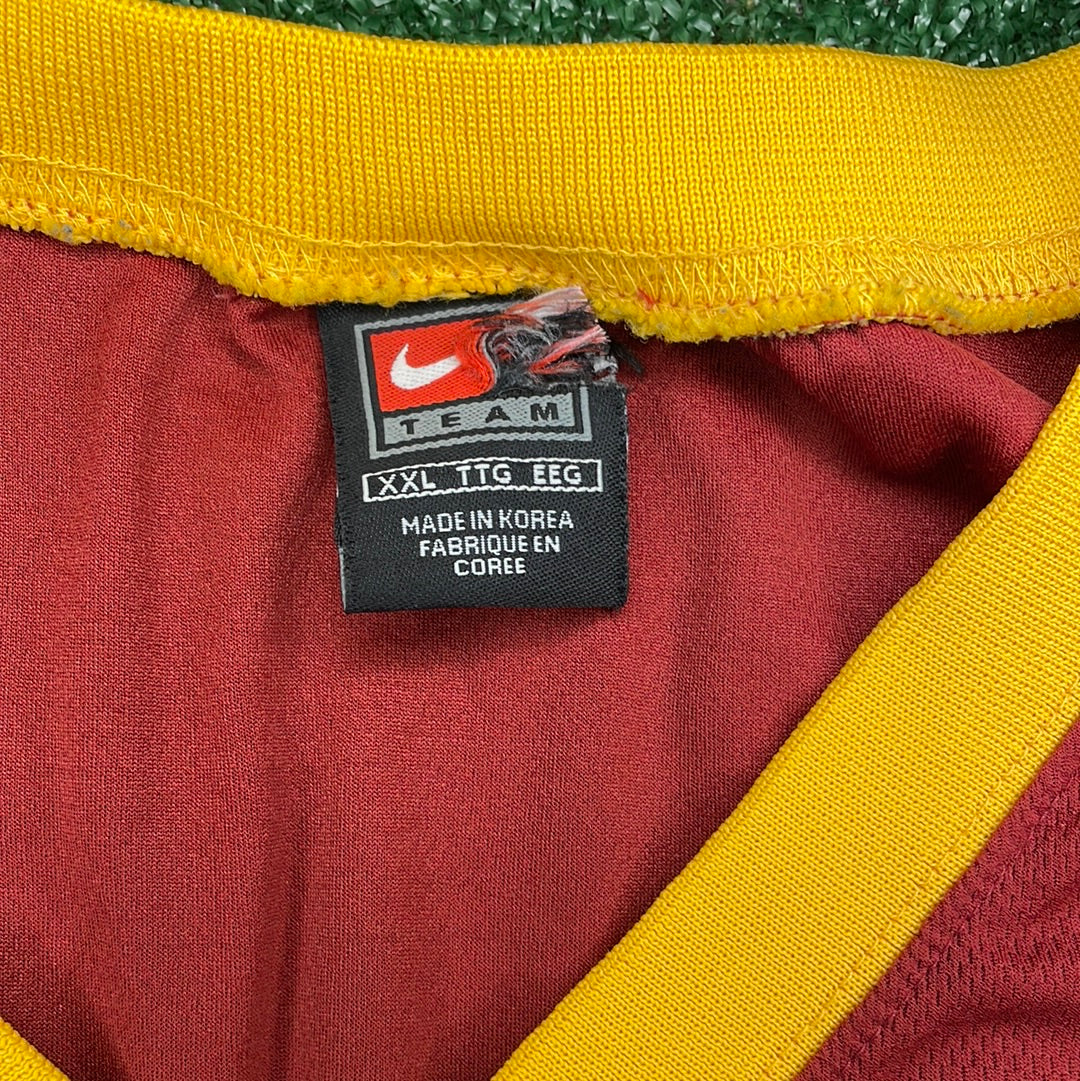 TEAM
XXL TTG EEG
MADE IN KOREA
FABRIQUE EN
COREE